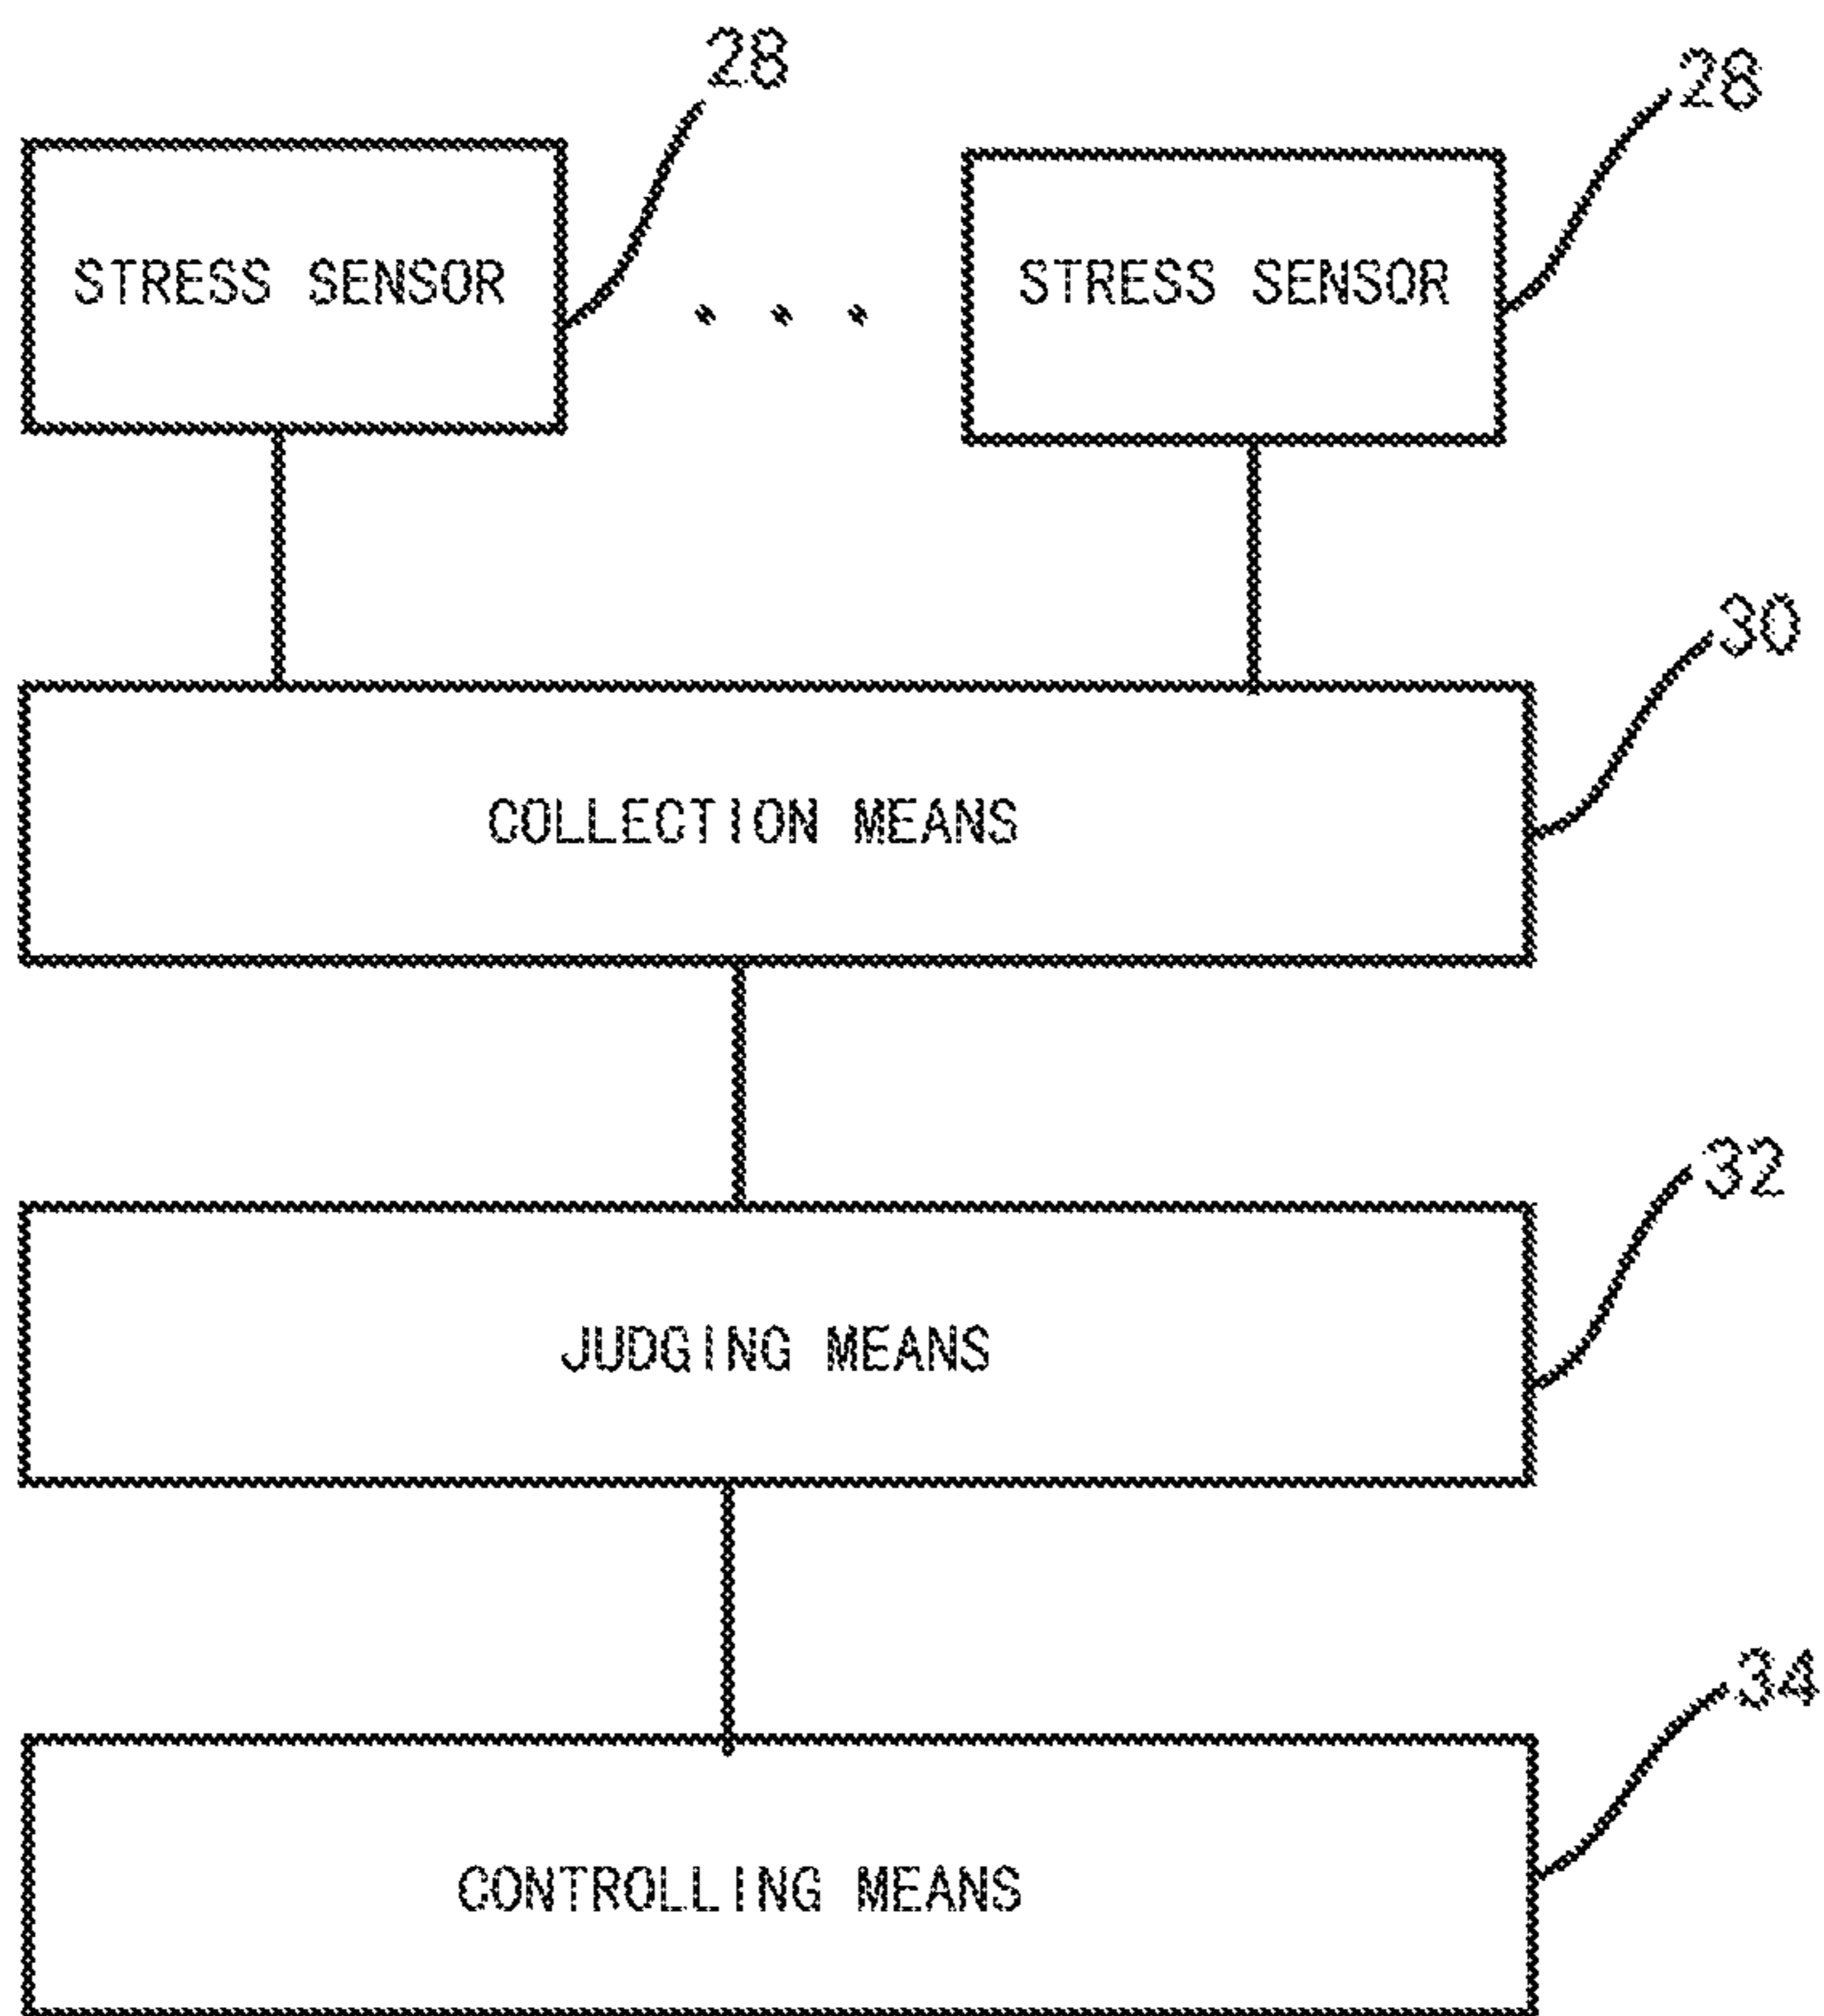 28
28
STRESS SENSOR
. . .
STRESS SENSOR
30
COLLECTION MEANS
32
JUDGING MEANS
34
CONTROLLING MEANS